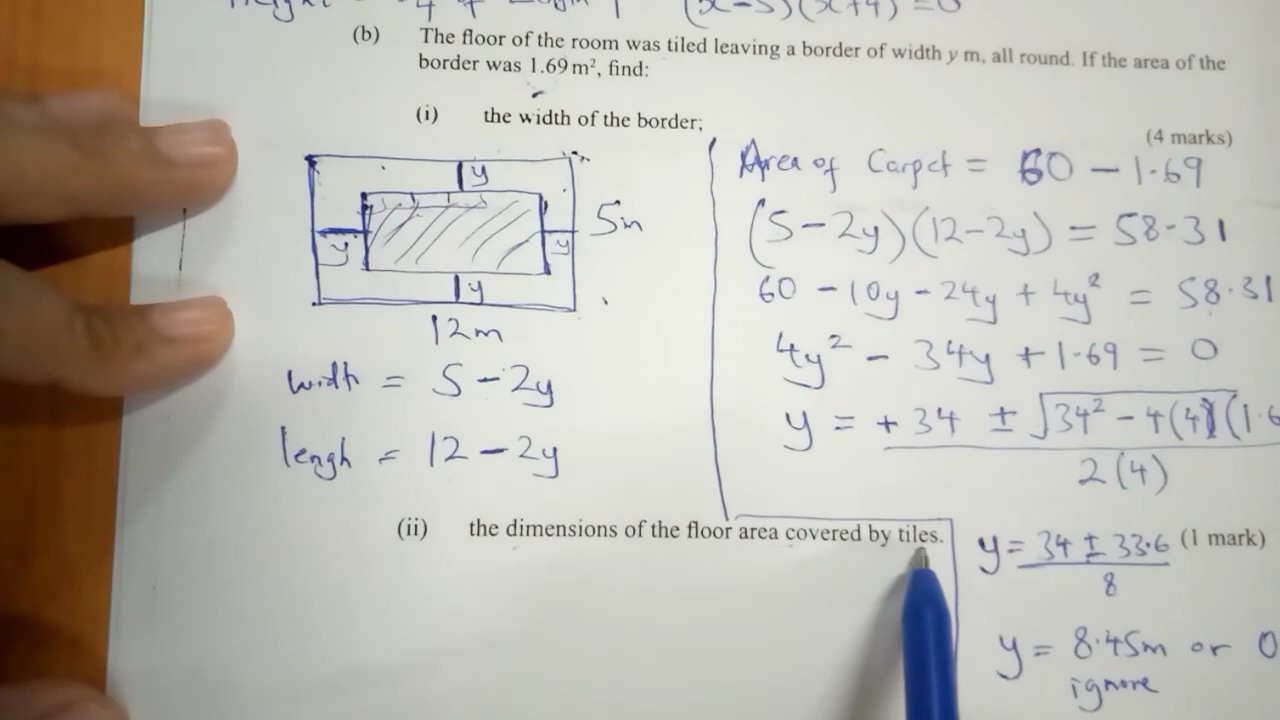 (x-5)(x+4) = 0
(b) The floor of the room was tiled leaving a border of width y m, all round. If the area of the
border was 1.69 m², find:
(i) the width of the border;
(4 marks)
y
y
y
y
5m
12m
width = 5 - 2y
lengh = 12 - 2y
Area of Carpet = 60 - 1.69
(5-2y)(12-2y) = 58.31
60 - 10y - 24y + 4y² = 58.31
4y² - 34y + 1.69 = 0
y = +34 ± √34² - 4(4)(1.6
2(4)
(ii) the dimensions of the floor area covered by tiles.
(1 mark)
y = 34 ± 33.6
8
y = 8.45m or 0
ignore